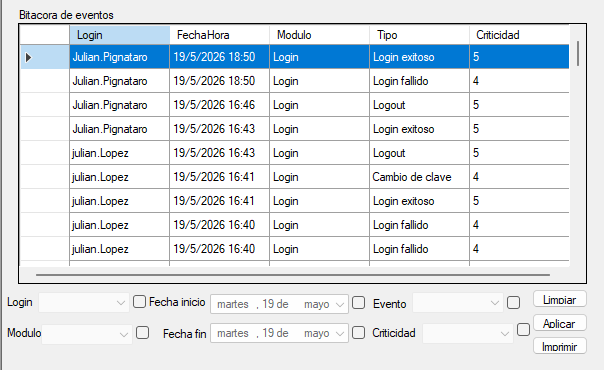 Bitacora de eventos
Login FechaHora Modulo Tipo Criticidad
Julian.Pignataro 19/5/2026 18:50 Login Login exitoso 5
Julian.Pignataro 19/5/2026 18:50 Login Login fallido 4
Julian.Pignataro 19/5/2026 16:46 Login Logout 5
Julian.Pignataro 19/5/2026 16:43 Login Login exitoso 5
julian.Lopez 19/5/2026 16:43 Login Logout 5
julian.Lopez 19/5/2026 16:41 Login Cambio de clave 4
julian.Lopez 19/5/2026 16:41 Login Login exitoso 5
julian.Lopez 19/5/2026 16:40 Login Login fallido 4
julian.Lopez 19/5/2026 16:40 Login Login fallido 4
Login Fecha inicio martes , 19 de mayo Evento Limpiar
Modulo Fecha fin martes , 19 de mayo Criticidad Aplicar
Imprimir